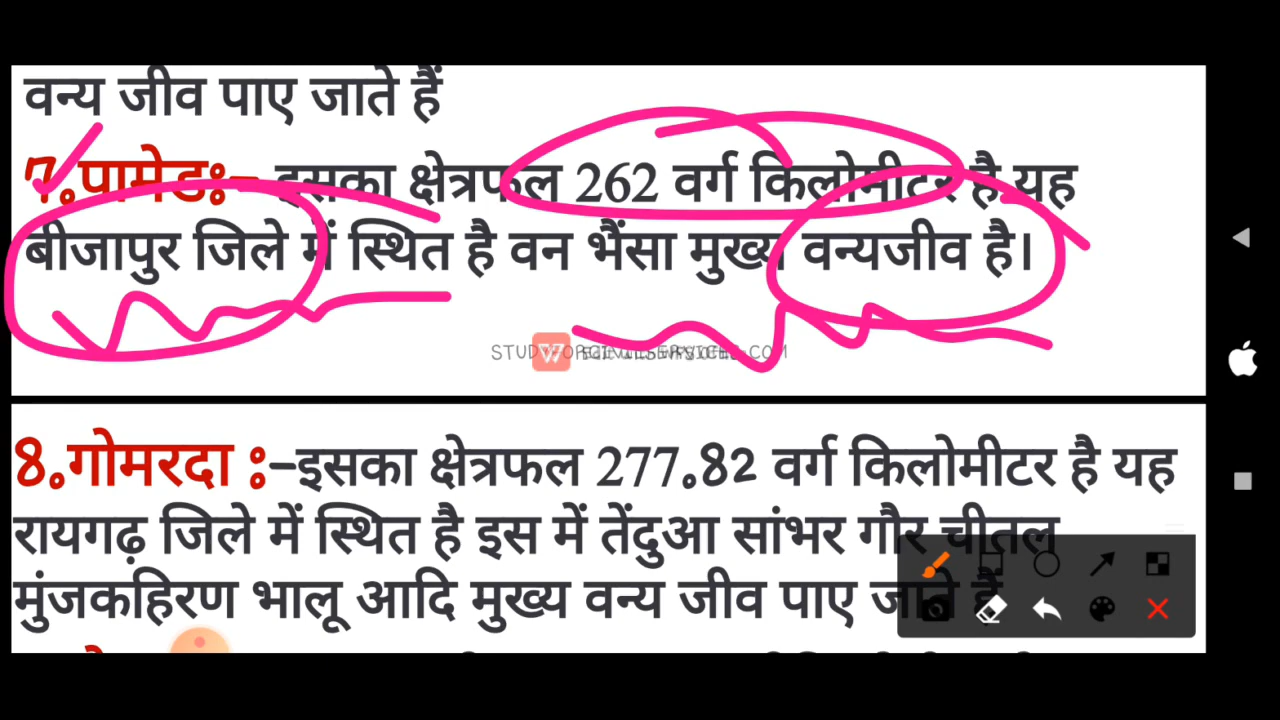 वन्य जीव पाए जाते हैं
7.पामेडः- इसका क्षेत्रफल 262 वर्ग किलोमीटर है यह
बीजापुर जिले में स्थित है वन भैंसा मुख्य वन्यजीव है।
8.गोमरदा :-इसका क्षेत्रफल 277.82 वर्ग किलोमीटर है यह
रायगढ़ जिले में स्थित है इस में तेंदुआ सांभर गौर चीतल
मुंजकहिरण भालू आदि मुख्य वन्य जीव पाए जाते हैं